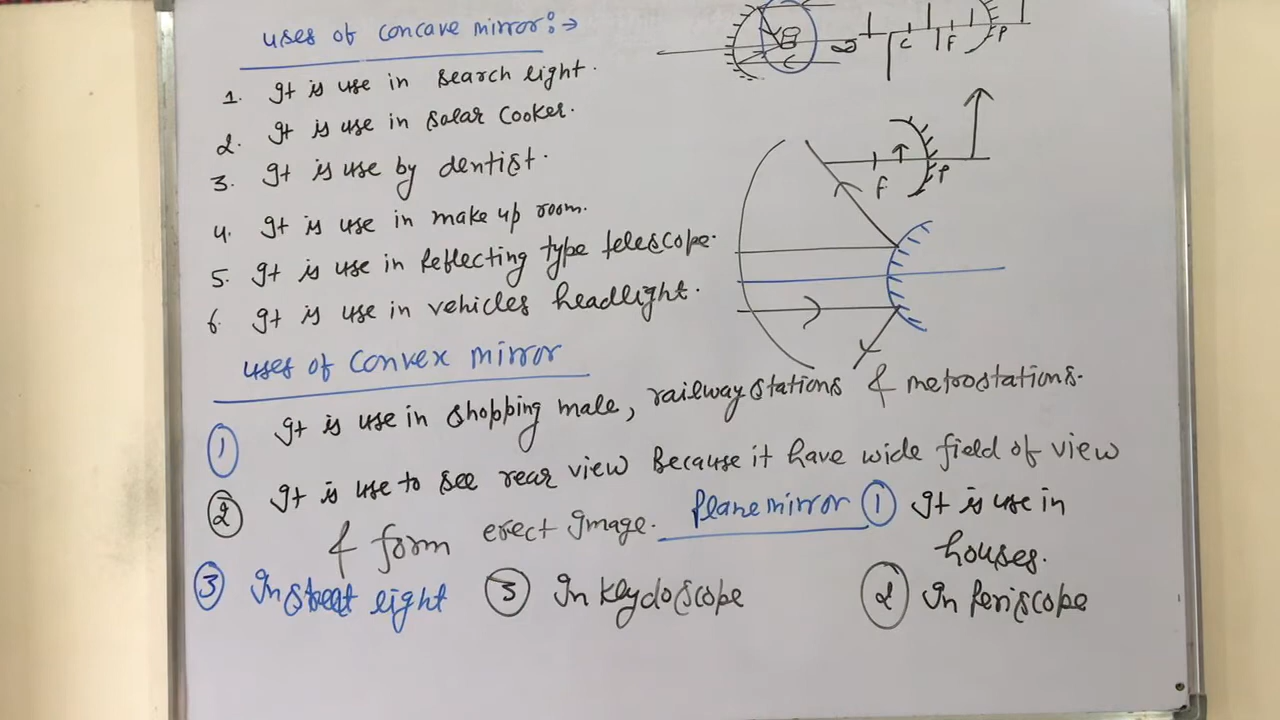 uses of concave mirror:→
1. It is use in search light.
2. It is use in solar cooker.
3. It is use by dentist.
4. It is use in make up room.
5. It is use in Reflecting type telescope.
6. It is use in vehicles headlight.
C
C F P
F P
uses of convex mirror
1 It is use in shopping male, railway stations & metrostations.
2 It is use to see rear view Because it have wide field of view
& form erect Image.
Plane mirror 1 It is use in
houses.
3 In street light
3 In keydoscope
2 In Periscope